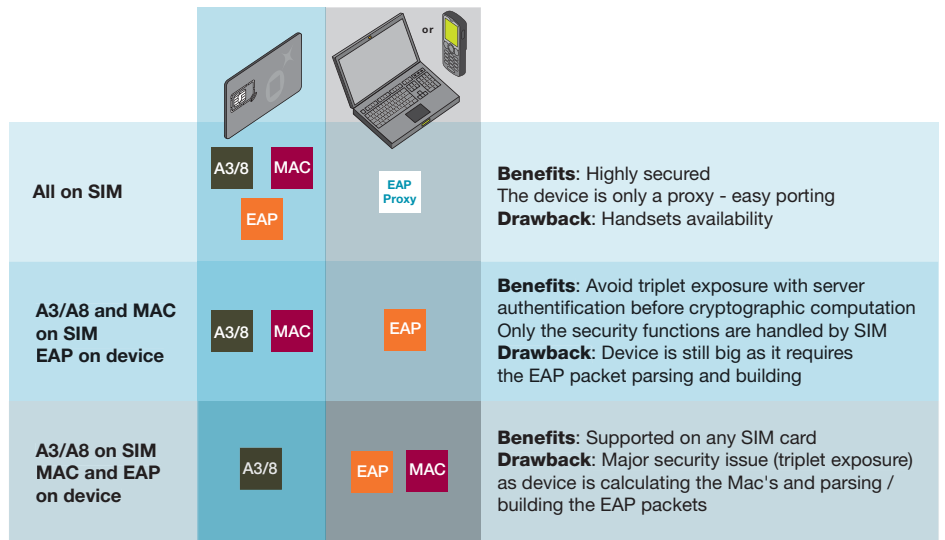 or
All on SIM
A3/8
MAC
EAP
EAP
Proxy
Benefits: Highly secured
The device is only a proxy - easy porting
Drawback: Handsets availability
A3/A8 and MAC
on SIM
EAP on device
A3/8
MAC
EAP
Benefits: Avoid triplet exposure with server
authentification before cryptographic computation
Only the security functions are handled by SIM
Drawback: Device is still big as it requires
the EAP packet parsing and building
A3/A8 on SIM
MAC and EAP
on device
A3/8
EAP
MAC
Benefits: Supported on any SIM card
Drawback: Major security issue (triplet exposure)
as device is calculating the Mac's and parsing /
building the EAP packets